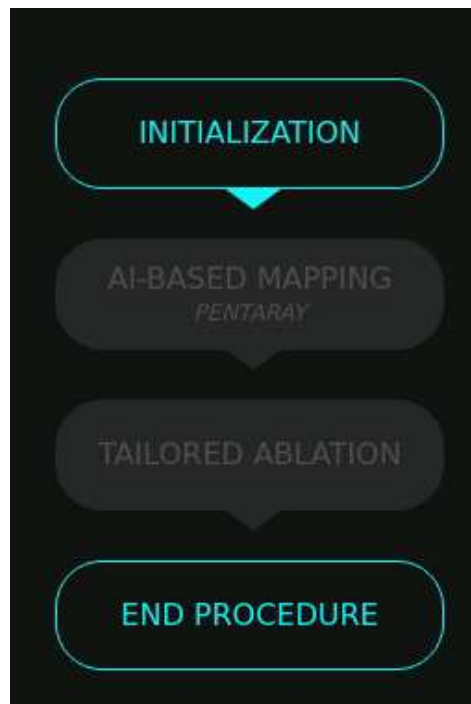 INITIALIZATION
AI-BASED MAPPING
PENTARAY
TAILORED ABLATION
END PROCEDURE